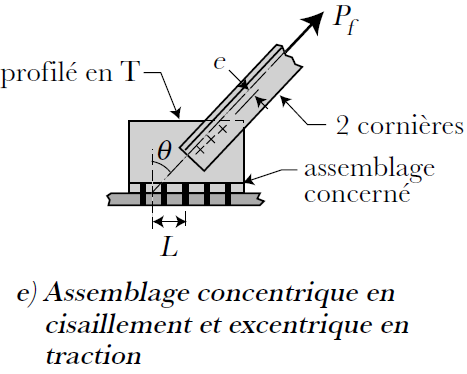 P_f
e
profilé en T
θ
2 cornières
assemblage
concerné
L
e) Assemblage concentrique en
cisaillement et excentrique en
traction